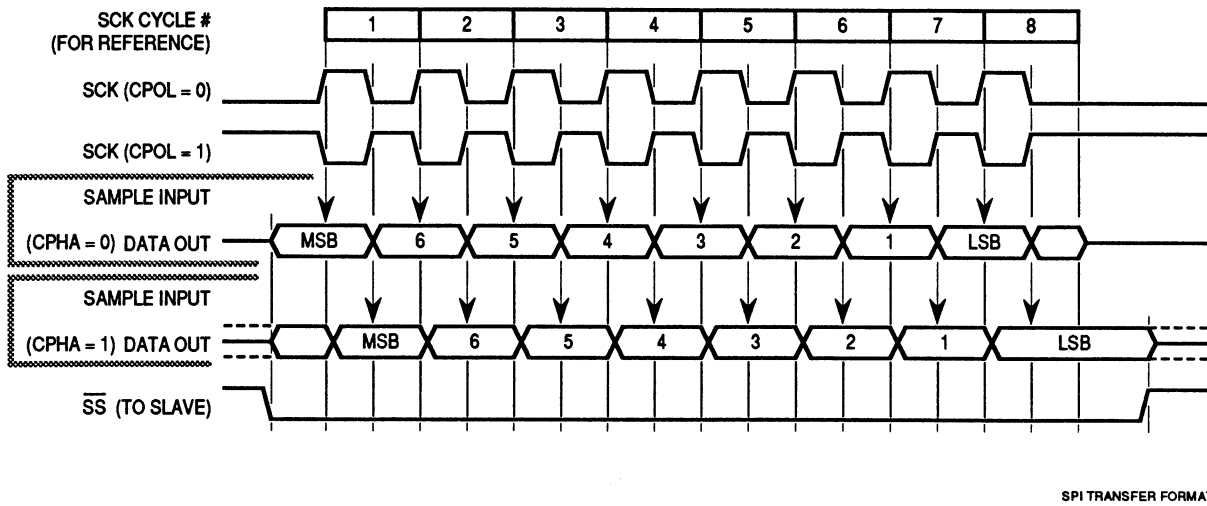 SCK CYCLE # 1 2 3 4 5 6 7 8
(FOR REFERENCE)
SCK (CPOL = 0)
SCK (CPOL = 1)
SAMPLE INPUT
(CPHA = 0) DATA OUT MSB 6 5 4 3 2 1 LSB
SAMPLE INPUT
(CPHA = 1) DATA OUT MSB 6 5 4 3 2 1 LSB
SS (TO SLAVE)
SPI TRANSFER FORMAT